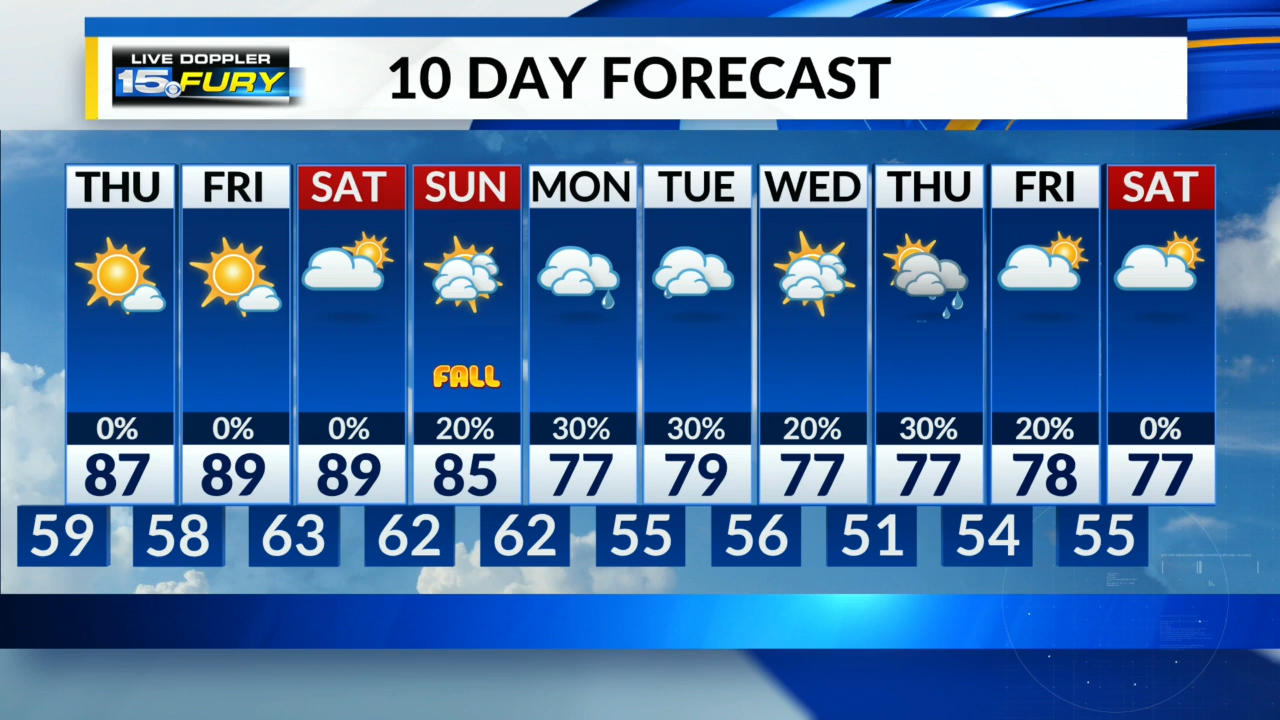 LIVE DOPPLER
15 FURY
10 DAY FORECAST
THU FRI SAT SUN MON TUE WED THU FRI SAT
FALL
0% 0% 0% 20% 30% 30% 20% 30% 20% 0%
87 89 89 85 77 79 77 77 78 77
59 58 63 62 62 55 56 51 54 55